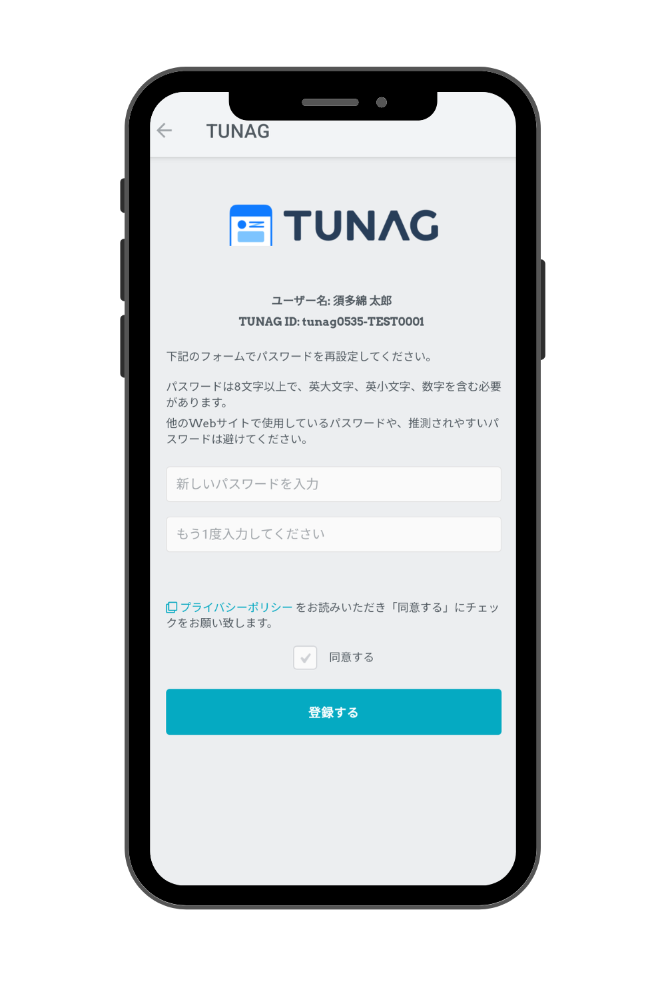 TUNAG
TUNAG
ユーザー名: 須多綿 太郎
TUNAG ID: tunag0535-TEST0001
下記のフォームでパスワードを再設定してください。
パスワードは8文字以上で、英大文字、英小文字、数字を含む必要
があります。
他のWebサイトで使用しているパスワードや、推測されやすいパ
スワードは避けてください。
新しいパスワードを入力
もう1度入力してください
プライバシーポリシー をお読みいただき「同意する」にチェッ
クをお願い致します。
同意する
登録する